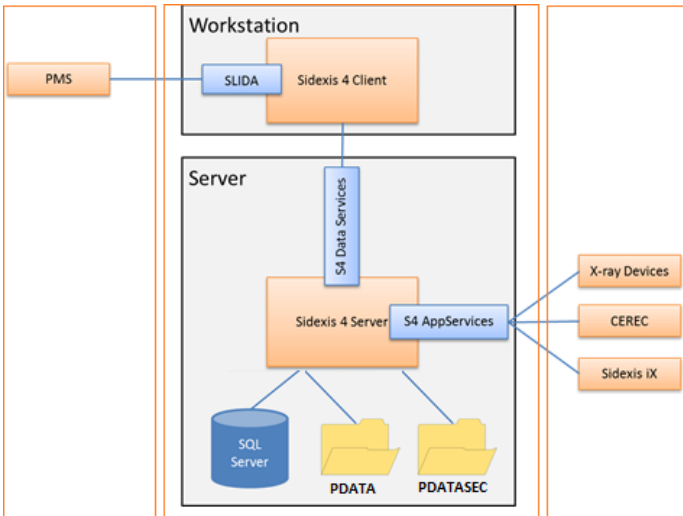 Workstation
PMS
SLIDA
Sidexis 4 Client
Server
S4 Data Services
Sidexis 4 Server
S4 AppServices
X-ray Devices
CEREC
Sidexis iX
SQL
Server
PDATA
PDATASEC